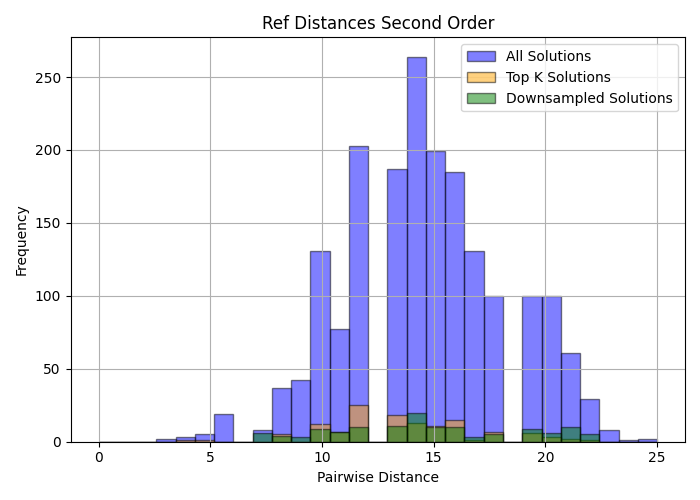 Ref Distances Second Order
All Solutions
Top K Solutions
Downsampled Solutions
Frequency
250
200
150
100
50
0
0 5 10 15 20 25
Pairwise Distance